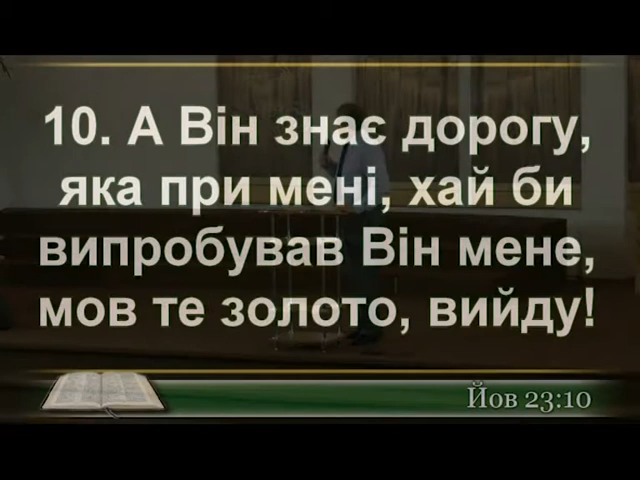 10. А Він знає дорогу,
яка при мені, хай би
випробував Він мене,
мов те золото, вийду!
Йов 23:10